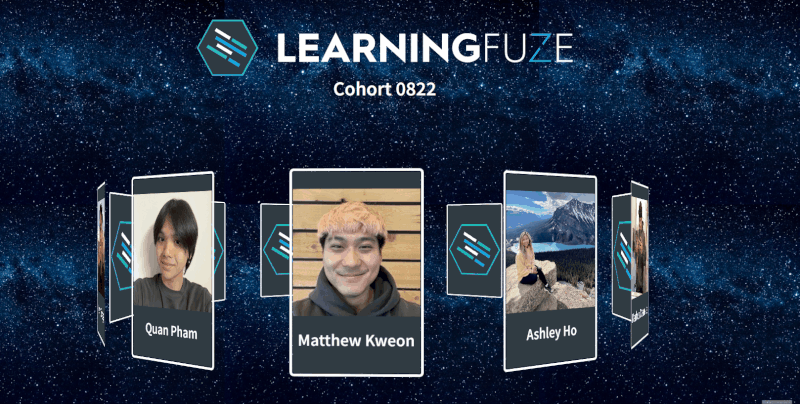 LEARNINGFUZE
Cohort 0822
Quan Pham
Matthew Kweon
Ashley Ho